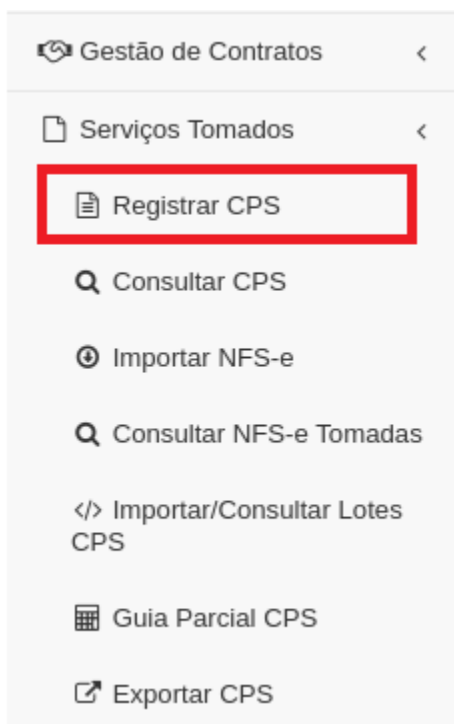 Gestão de Contratos
Serviços Tomados
Registrar CPS
Consultar CPS
Importar NFS-e
Consultar NFS-e Tomadas
Importar/Consultar Lotes
CPS
Guia Parcial CPS
Exportar CPS